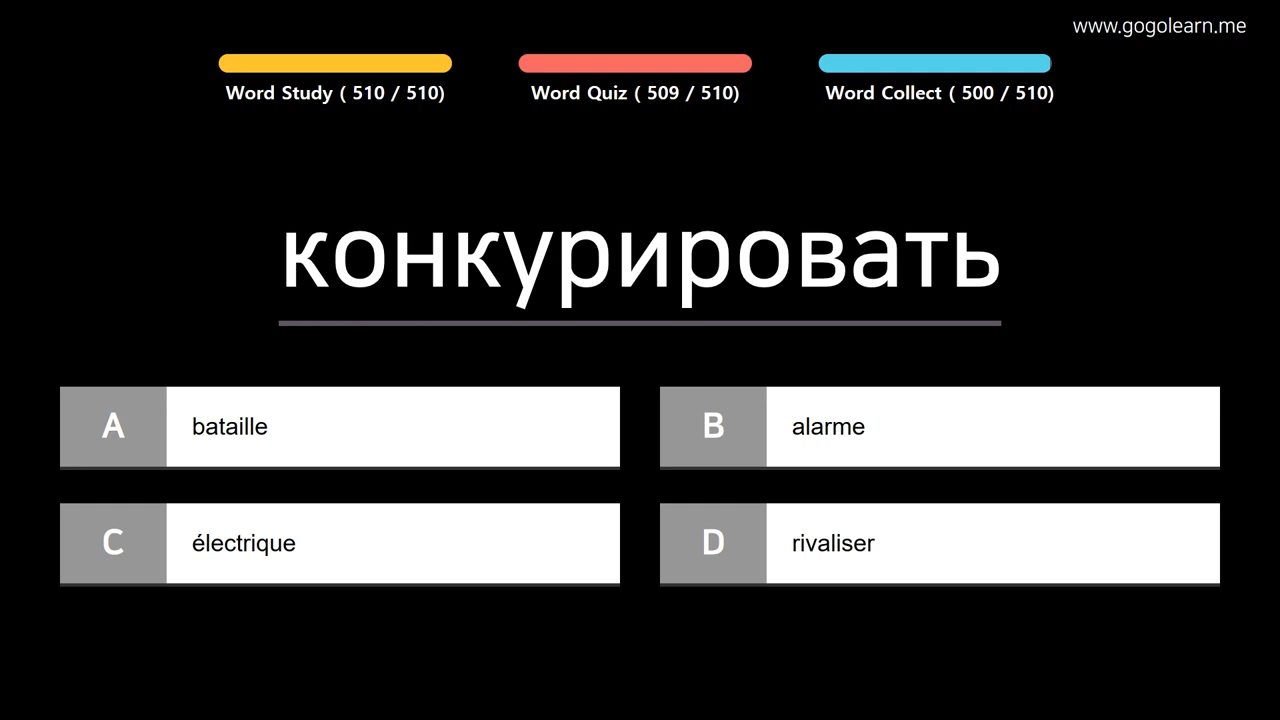 www.gogolearn.me
Word Study ( 510 / 510)
Word Quiz ( 509 / 510)
Word Collect ( 500 / 510)
конкурировать
A bataille
B alarme
C électrique
D rivaliser